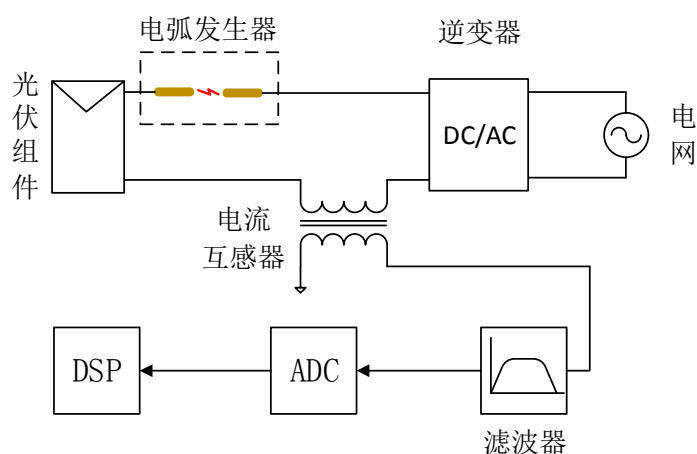 电弧发生器
逆变器
光伏组件
DC/AC
电网
电流
互感器
DSP
ADC
滤波器